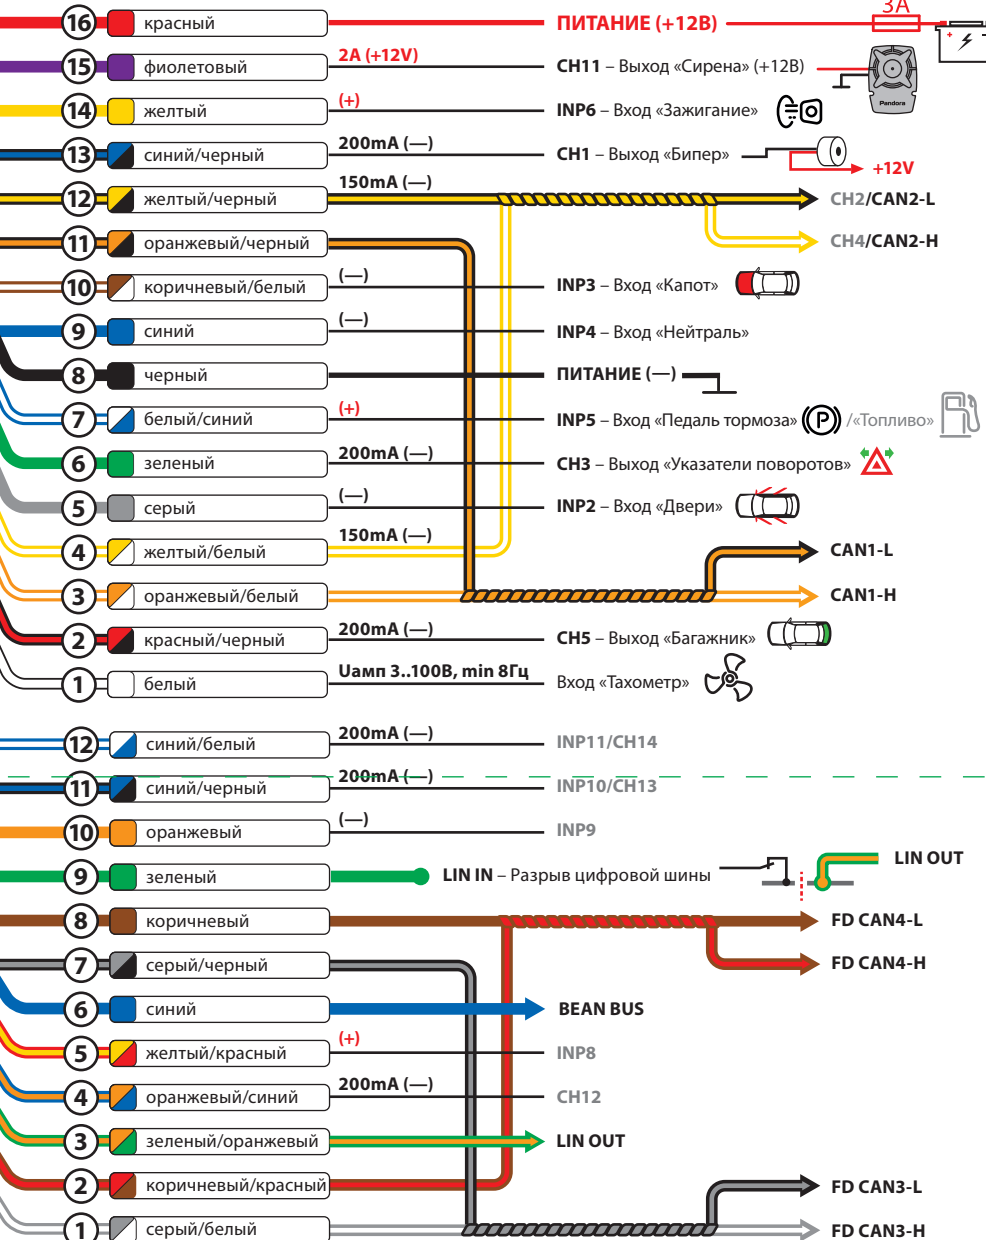 3А
16 красный ПИТАНИЕ (+12В)
15 фиолетовый 2A (+12V) CH11 – Выход «Сирена» (+12В)
Pandora
14 желтый (+) INP6 – Вход «Зажигание»
13 синий/черный 200mA (—) CH1 – Выход «Бипер»
+12V
12 желтый/черный 150mA (—) CH2/CAN2-L
11 оранжевый/черный CH4/CAN2-H
10 коричневый/белый (—) INP3 – Вход «Капот»
9 синий (—) INP4 – Вход «Нейтраль»
8 черный ПИТАНИЕ (—)
7 белый/синий (+) INP5 – Вход «Педаль тормоза» (P) /«Топливо»
6 зеленый 200mA (—) CH3 – Выход «Указатели поворотов»
5 серый (—) INP2 – Вход «Двери»
4 желтый/белый 150mA (—) CAN1-L
3 оранжевый/белый CAN1-H
2 красный/черный 200mA (—) CH5 – Выход «Багажник»
1 белый Uамп 3..100В, min 8Гц Вход «Тахометр»
12 синий/белый 200mA (—) INP11/CH14
11 синий/черный 200mA (—) INP10/CH13
10 оранжевый (—) INP9
9 зеленый LIN IN – Разрыв цифровой шины LIN OUT
8 коричневый FD CAN4-L
7 серый/черный FD CAN4-H
6 синий BEAN BUS
5 желтый/красный (+) INP8
4 оранжевый/синий 200mA (—) CH12
3 зеленый/оранжевый LIN OUT
2 коричневый/красный FD CAN3-L
1 серый/белый FD CAN3-H